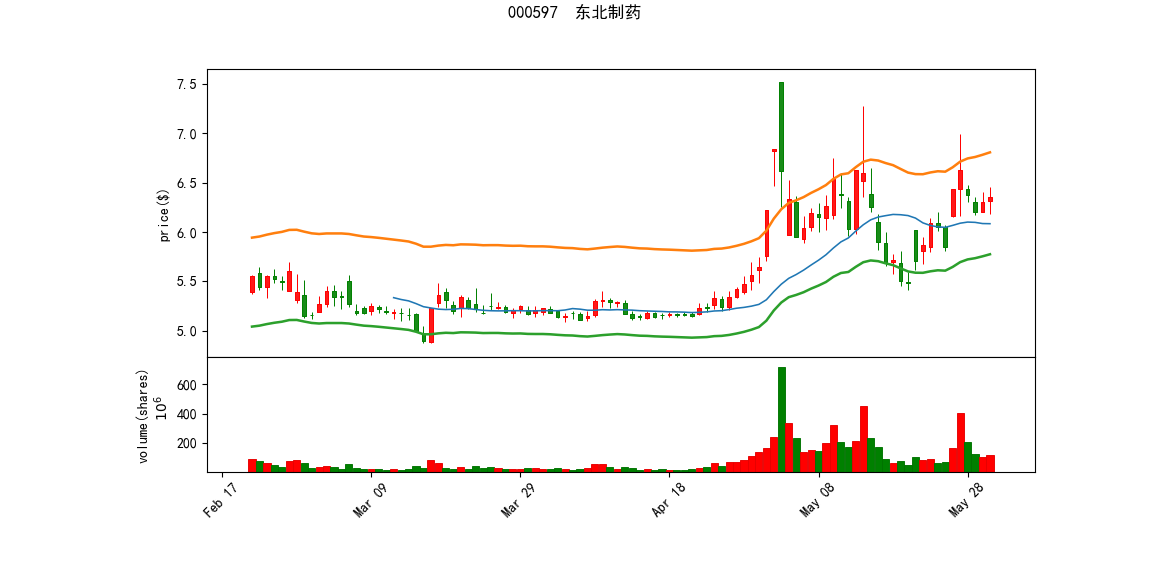 000597 东北制药
7.5
7.0
6.5
6.0
5.5
5.0
price($)
600
400
200
volume(shares)
10^6
Feb 17
Mar 09
Mar 29
Apr 18
May 08
May 28